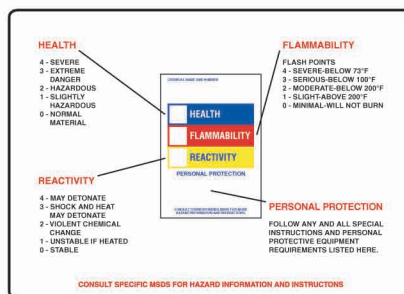 HEALTH
4 - SEVERE
3 - EXTREME
DANGER
2 - HAZARDOUS
1 - SLIGHTLY
HAZARDOUS
0 - NORMAL
MATERIAL
FLAMMABILITY
FLASH POINTS
4 - SEVERE-BELOW 73°F
3 - SERIOUS-BELOW 100°F
2 - MODERATE-BELOW 200°F
1 - SLIGHT-ABOVE 200°F
0 - MINIMAL-WILL NOT BURN
HEALTH
FLAMMABILITY
REACTIVITY
PERSONAL PROTECTION
REACTIVITY
4 - MAY DETONATE
3 - SHOCK AND HEAT
MAY DETONATE
2 - VIOLENT CHEMICAL
CHANGE
1 - UNSTABLE IF HEATED
0 - STABLE
PERSONAL PROTECTION
FOLLOW ANY AND ALL SPECIAL
INSTRUCTIONS AND PERSONAL
PROTECTIVE EQUIPMENT
REQUIREMENTS LISTED HERE.
CONSULT SPECIFIC MSDS FOR HAZARD INFORMATION AND INSTRUCTONS